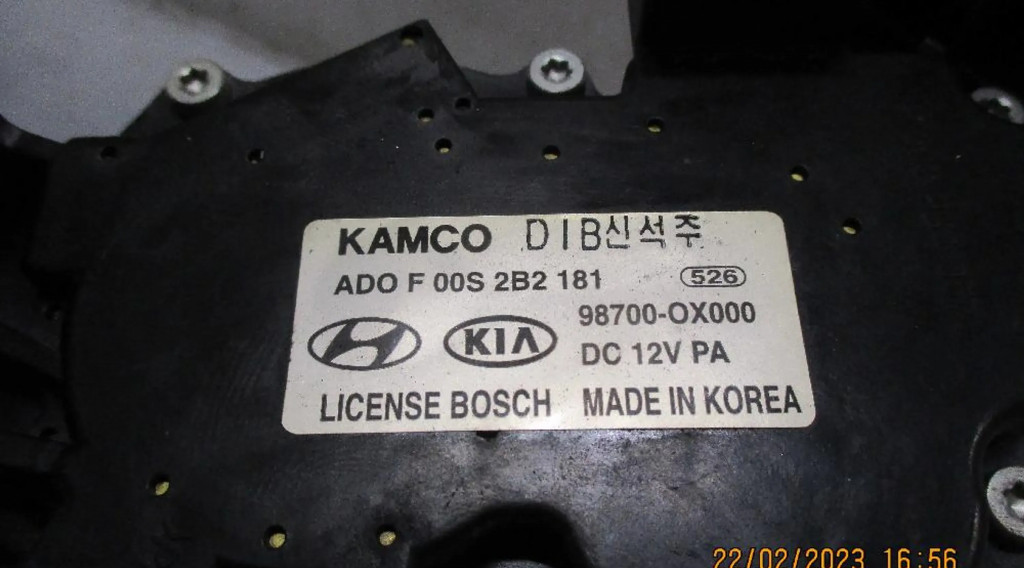 KAMCO DIB신석주
ADO F 00S 2B2 181 526
98700-OX000
KIA
DC 12V PA
LICENSE BOSCH MADE IN KOREA
22/02/2023 16:56